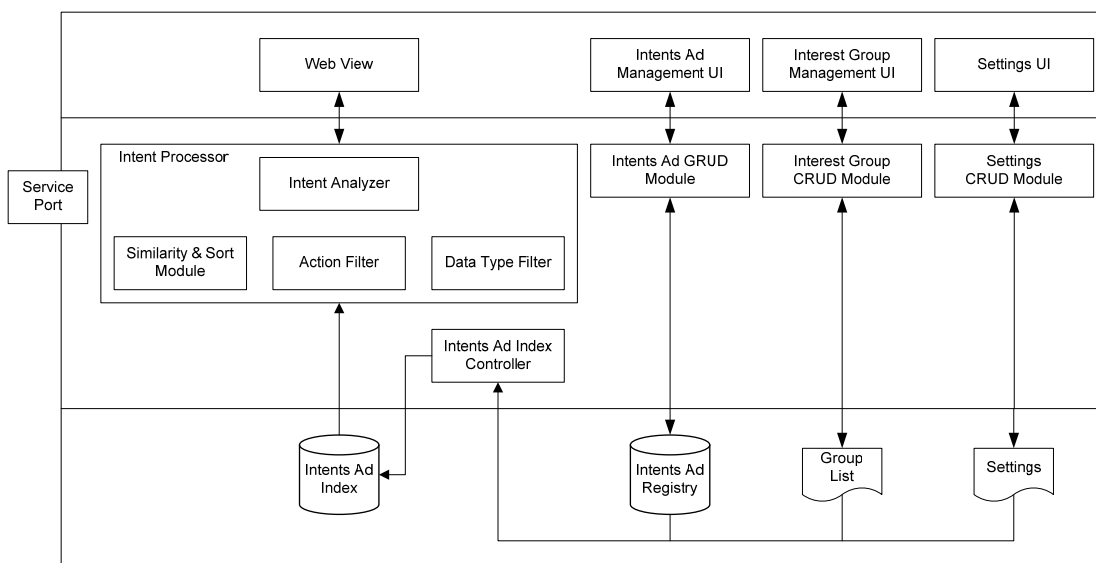 Web View
Intents Ad
Management UI
Interest Group
Management UI
Settings UI
Service
Port
Intent Processor
Intent Analyzer
Similarity & Sort
Module
Action Filter
Data Type Filter
Intents Ad GRUD
Module
Interest Group
CRUD Module
Settings
CRUD Module
Intents Ad Index
Controller
Intents Ad
Index
Intents Ad
Registry
Group
List
Settings